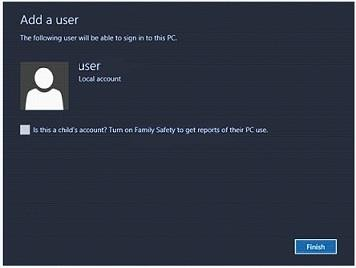 Add a user
The following user will be able to sign in to this PC.
user
Local account
Is this a child's account? Turn on Family Safety to get reports of their PC use.
Finish